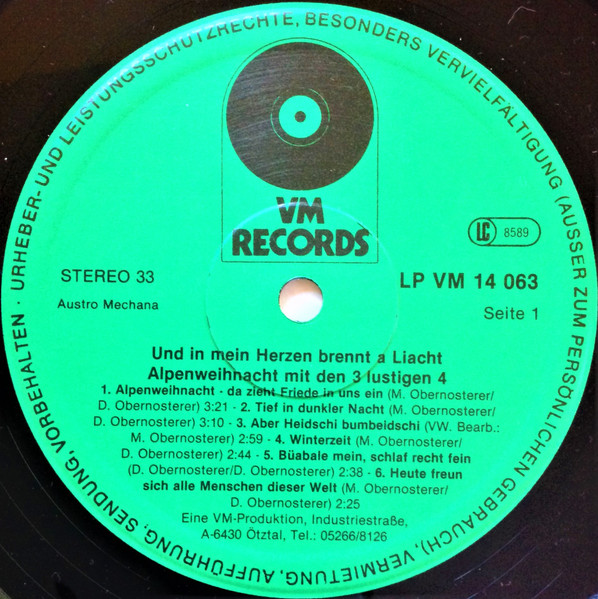 URHEBER- UND LEISTUNGSSCHUTZRECHTE, BESONDERS VERVIELFÄLTIGUNG (AUSSER ZUM PERSÖNLICHEN GEBRAUCH), VERMIETUNG, AUFFÜHRUNG, SENDUNG, VORBEHALTEN ·
VM
RECORDS
LC 8589
STEREO 33
LP VM 14 063
Austro Mechana
Seite 1
Und in mein Herzen brennt a Liacht
Alpenweihnacht mit den 3 lustigen 4
1. Alpenweihnacht - da zieht Friede in uns ein (M. Obernosterer/
D. Obernosterer) 3:21 - 2. Tief in dunkler Nacht (M. Obernosterer/
D. Obernosterer) 3:10 - 3. Aber Heidschi bumbeidschi (VW. Bearb.:
M. Obernosterer) 2:59 - 4. Winterzeit (M. Obernosterer/
D. Obernosterer) 2:44 - 5. Büabale mein, schlaf recht fein
(D. Obernosterer/D. Obernosterer) 2:38 - 6. Heute freun
sich alle Menschen dieser Welt (M. Obernosterer/
D. Obernosterer) 2:25
Eine VM-Produktion, Industriestraße,
A-6430 Ötztal, Tel.: 05266/8126